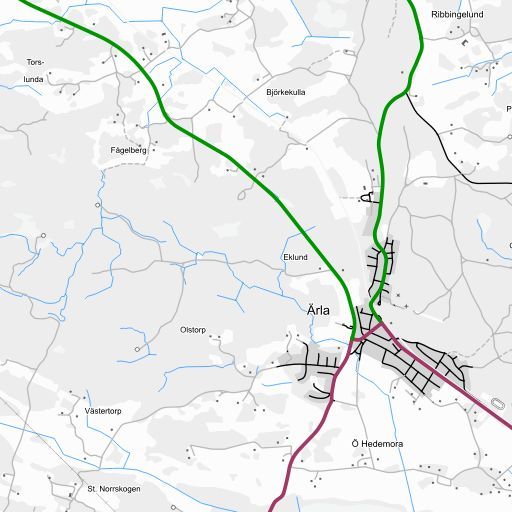 Ribbingelund
Tors-
lunda
Björkekulla
Fågelberg
Eklund
Ärla
Olstorp
Västertorp
Ö Hedemora
St. Norrskogen